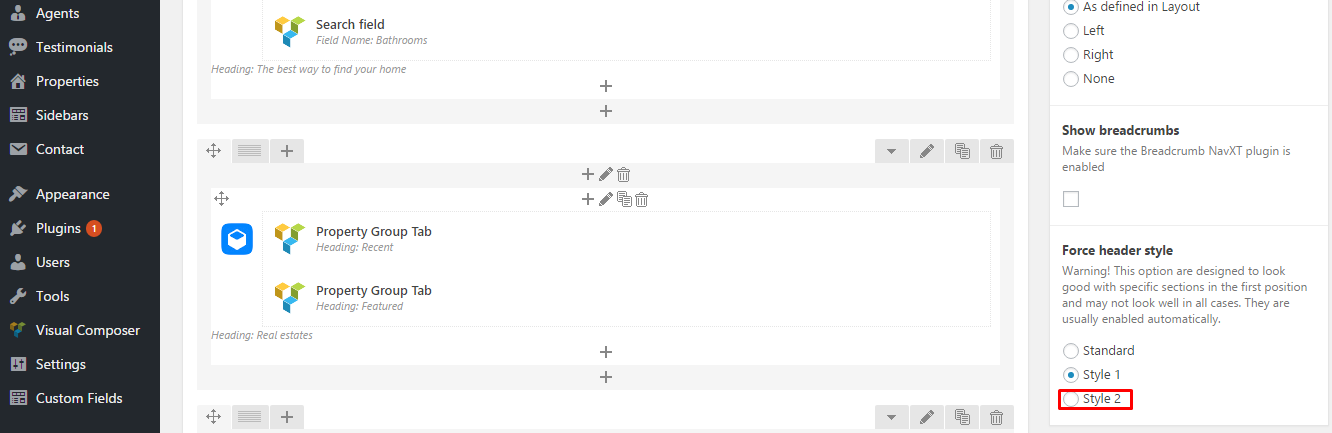 Agents
Testimonials
Properties
Sidebars
Contact
Appearance
Plugins 1
Users
Tools
Visual Composer
Settings
Custom Fields
Search field
Field Name: Bathrooms
Heading: The best way to find your home
Property Group Tab
Heading: Recent
Property Group Tab
Heading: Featured
Heading: Real estates
As defined in Layout
Left
Right
None
Show breadcrumbs
Make sure the Breadcrumb NavXT plugin is
enabled
Force header style
Warning! This option are designed to look
good with specific sections in the first position
and may not look well in all cases. They are
usually enabled automatically.
Standard
Style 1
Style 2